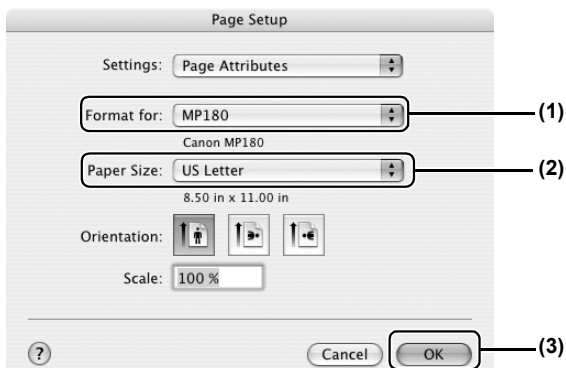 Page Setup
Settings: Page Attributes
Format for: MP180 (1)
Canon MP180
Paper Size: US Letter (2)
8.50 in x 11.00 in
Orientation:
Scale: 100 %
? Cancel OK (3)